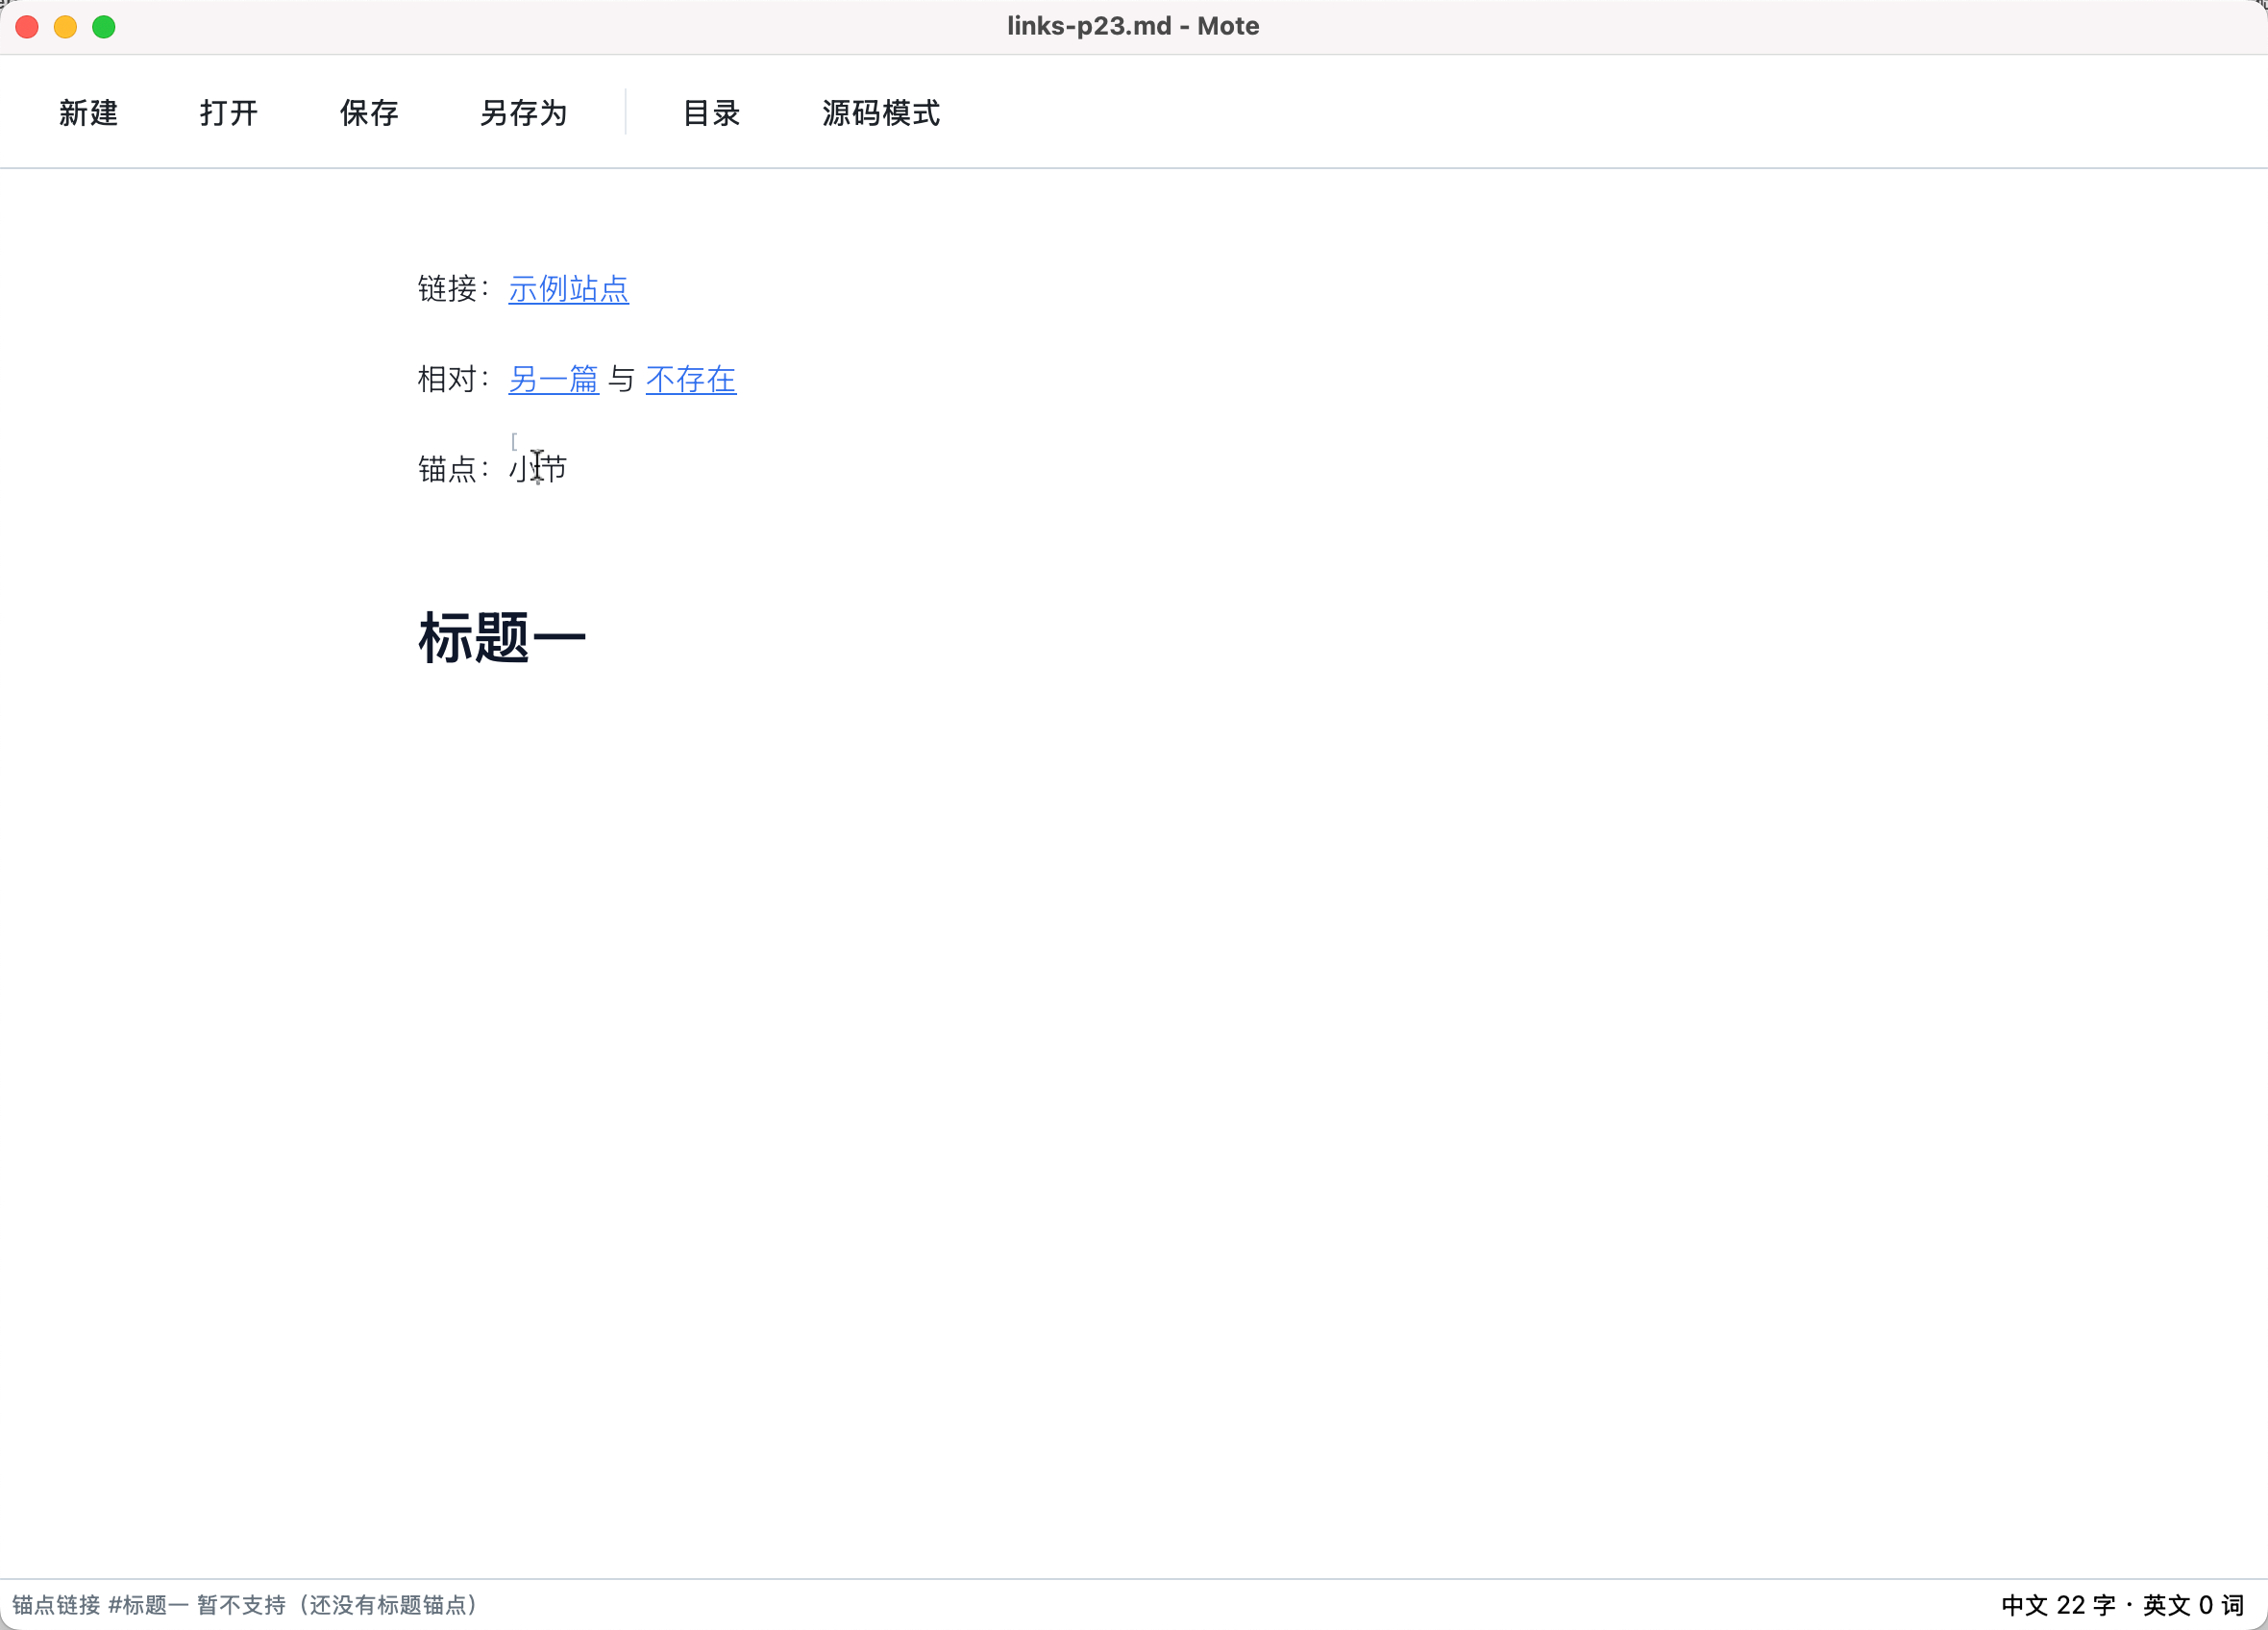 links-p23.md - Mote
新建 打开 保存 另存为 目录 源码模式
链接：示例站点
相对：另一篇 与 不存在
[
锚点：小节
标题一
锚点链接 #标题一 暂不支持（还没有标题锚点）
中文 22 字 · 英文 0 词